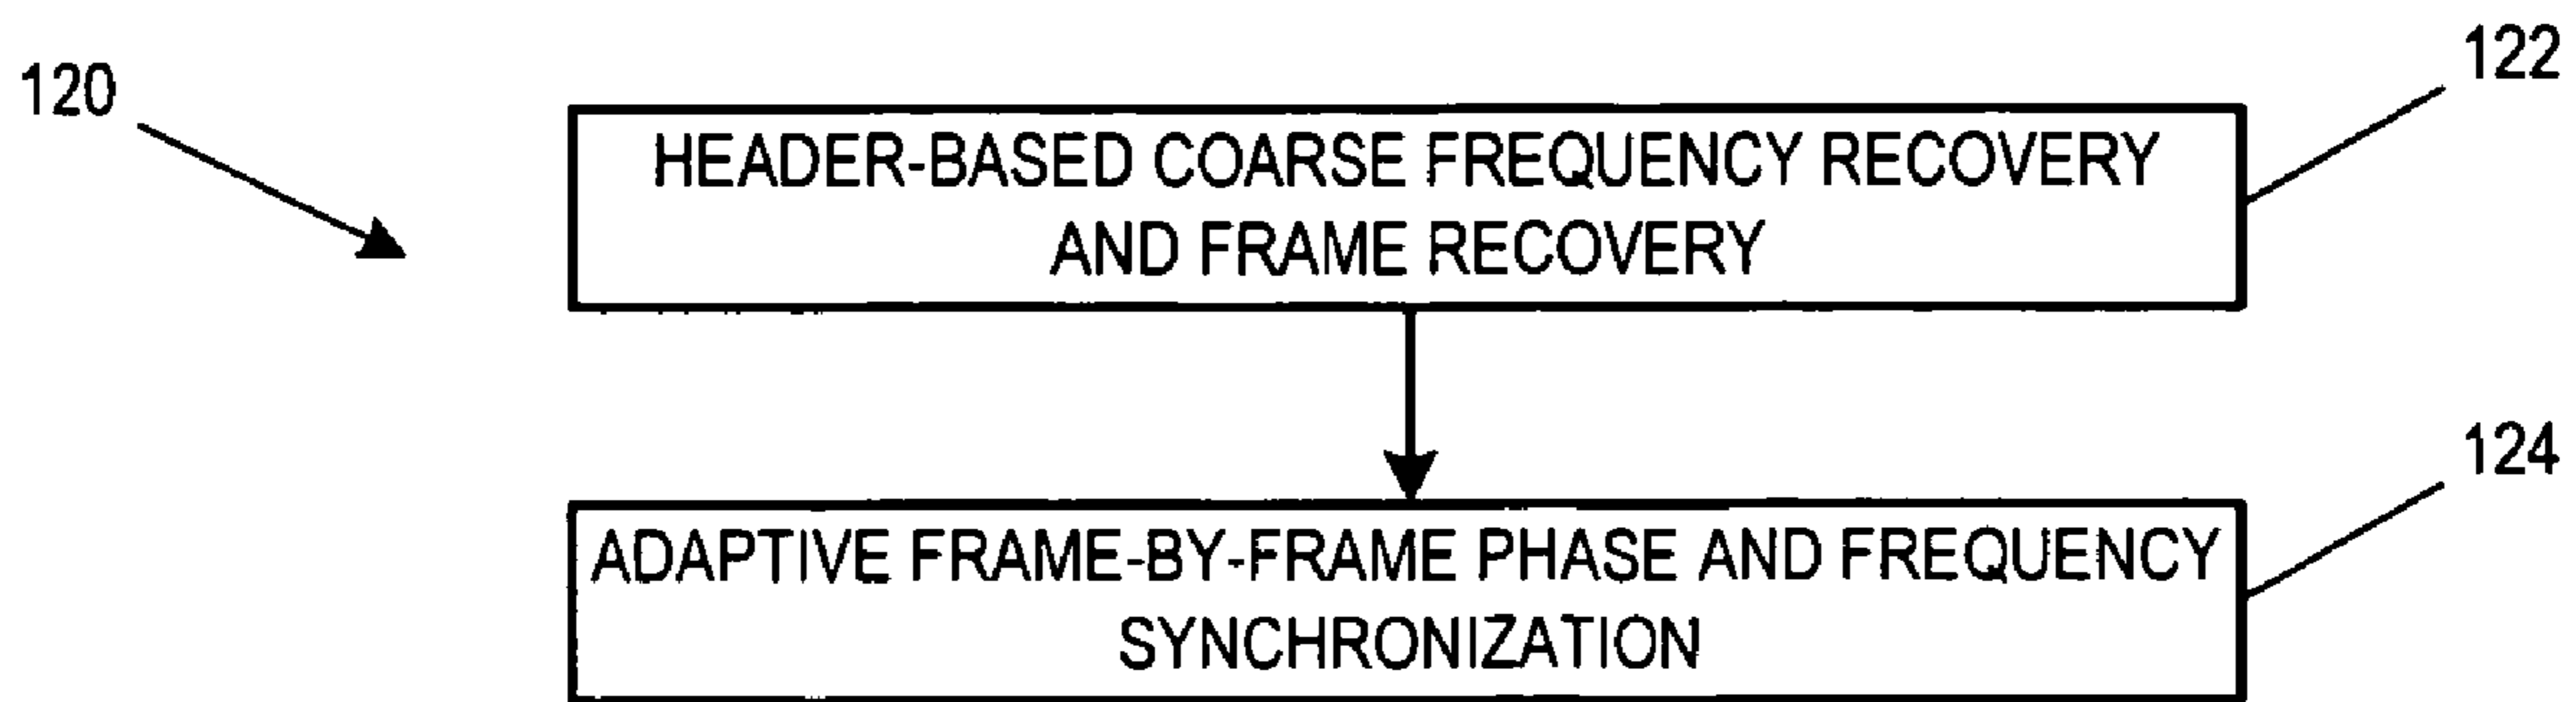 120
122
HEADER-BASED COARSE FREQUENCY RECOVERY
AND FRAME RECOVERY
124
ADAPTIVE FRAME-BY-FRAME PHASE AND FREQUENCY
SYNCHRONIZATION